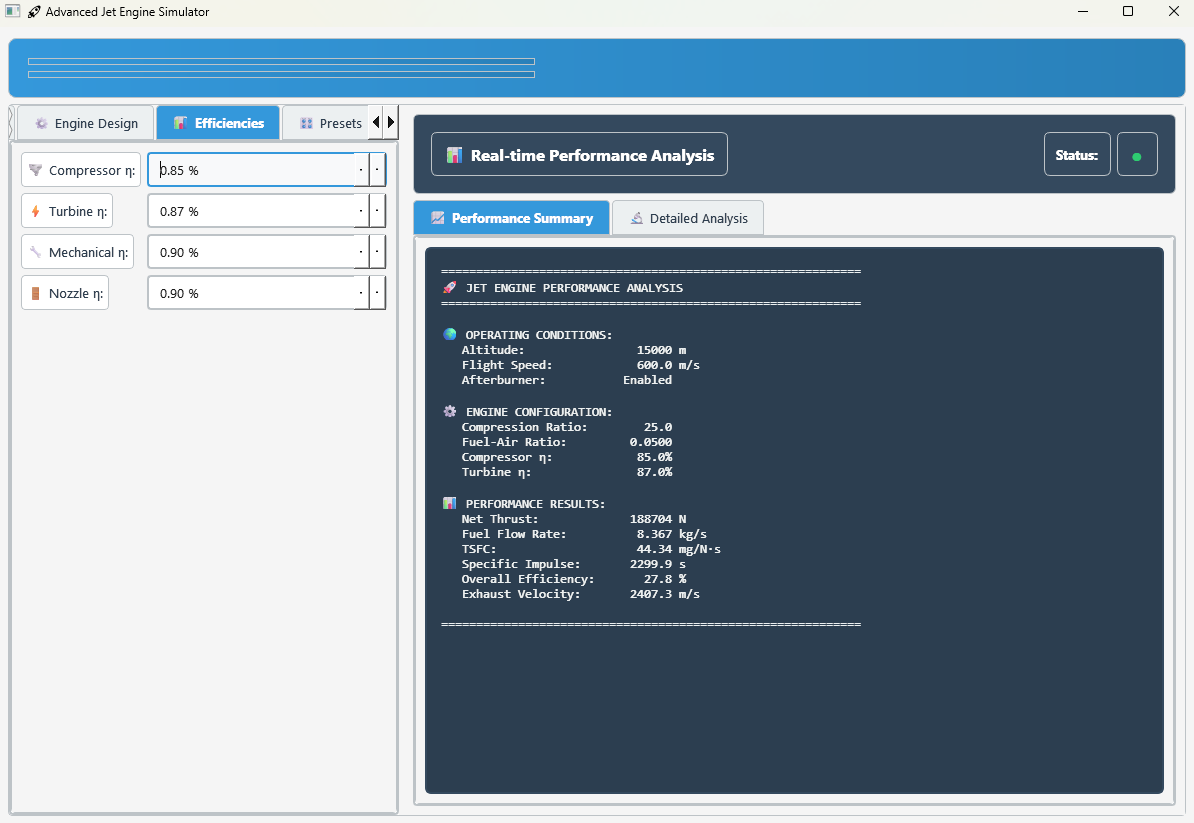 Advanced Jet Engine Simulator
Engine Design
Efficiencies
Presets
Compressor η:
0.85 %
Turbine η:
0.87 %
Mechanical η:
0.90 %
Nozzle η:
0.90 %
Real-time Performance Analysis
Status:
Performance Summary
Detailed Analysis
============================================================
JET ENGINE PERFORMANCE ANALYSIS
============================================================
OPERATING CONDITIONS:
Altitude: 15000 m
Flight Speed: 600.0 m/s
Afterburner: Enabled
ENGINE CONFIGURATION:
Compression Ratio: 25.0
Fuel-Air Ratio: 0.0500
Compressor η: 85.0%
Turbine η: 87.0%
PERFORMANCE RESULTS:
Net Thrust: 188704 N
Fuel Flow Rate: 8.367 kg/s
TSFC: 44.34 mg/N·s
Specific Impulse: 2299.9 s
Overall Efficiency: 27.8 %
Exhaust Velocity: 2407.3 m/s
============================================================